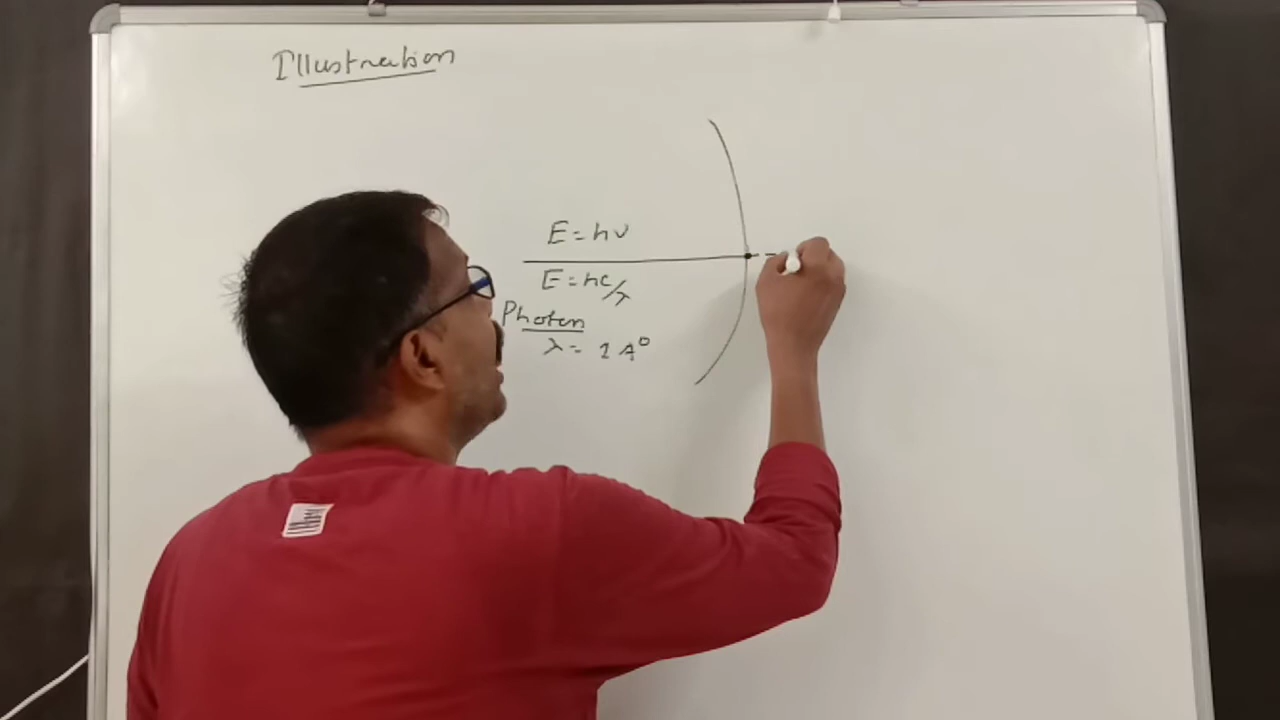 Illustration
E = hν
E = hc/λ
Photon
λ = 1 A°